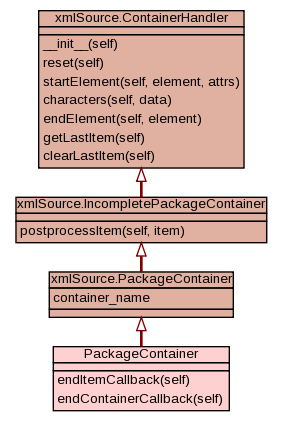 xmlSource.ContainerHandler
__init__(self)
reset(self)
startElement(self, element, attrs)
characters(self, data)
endElement(self, element)
getLastItem(self)
clearLastItem(self)
xmlSource.IncompletePackageContainer
postprocessItem(self, item)
xmlSource.PackageContainer
container_name
PackageContainer
endItemCallback(self)
endContainerCallback(self)